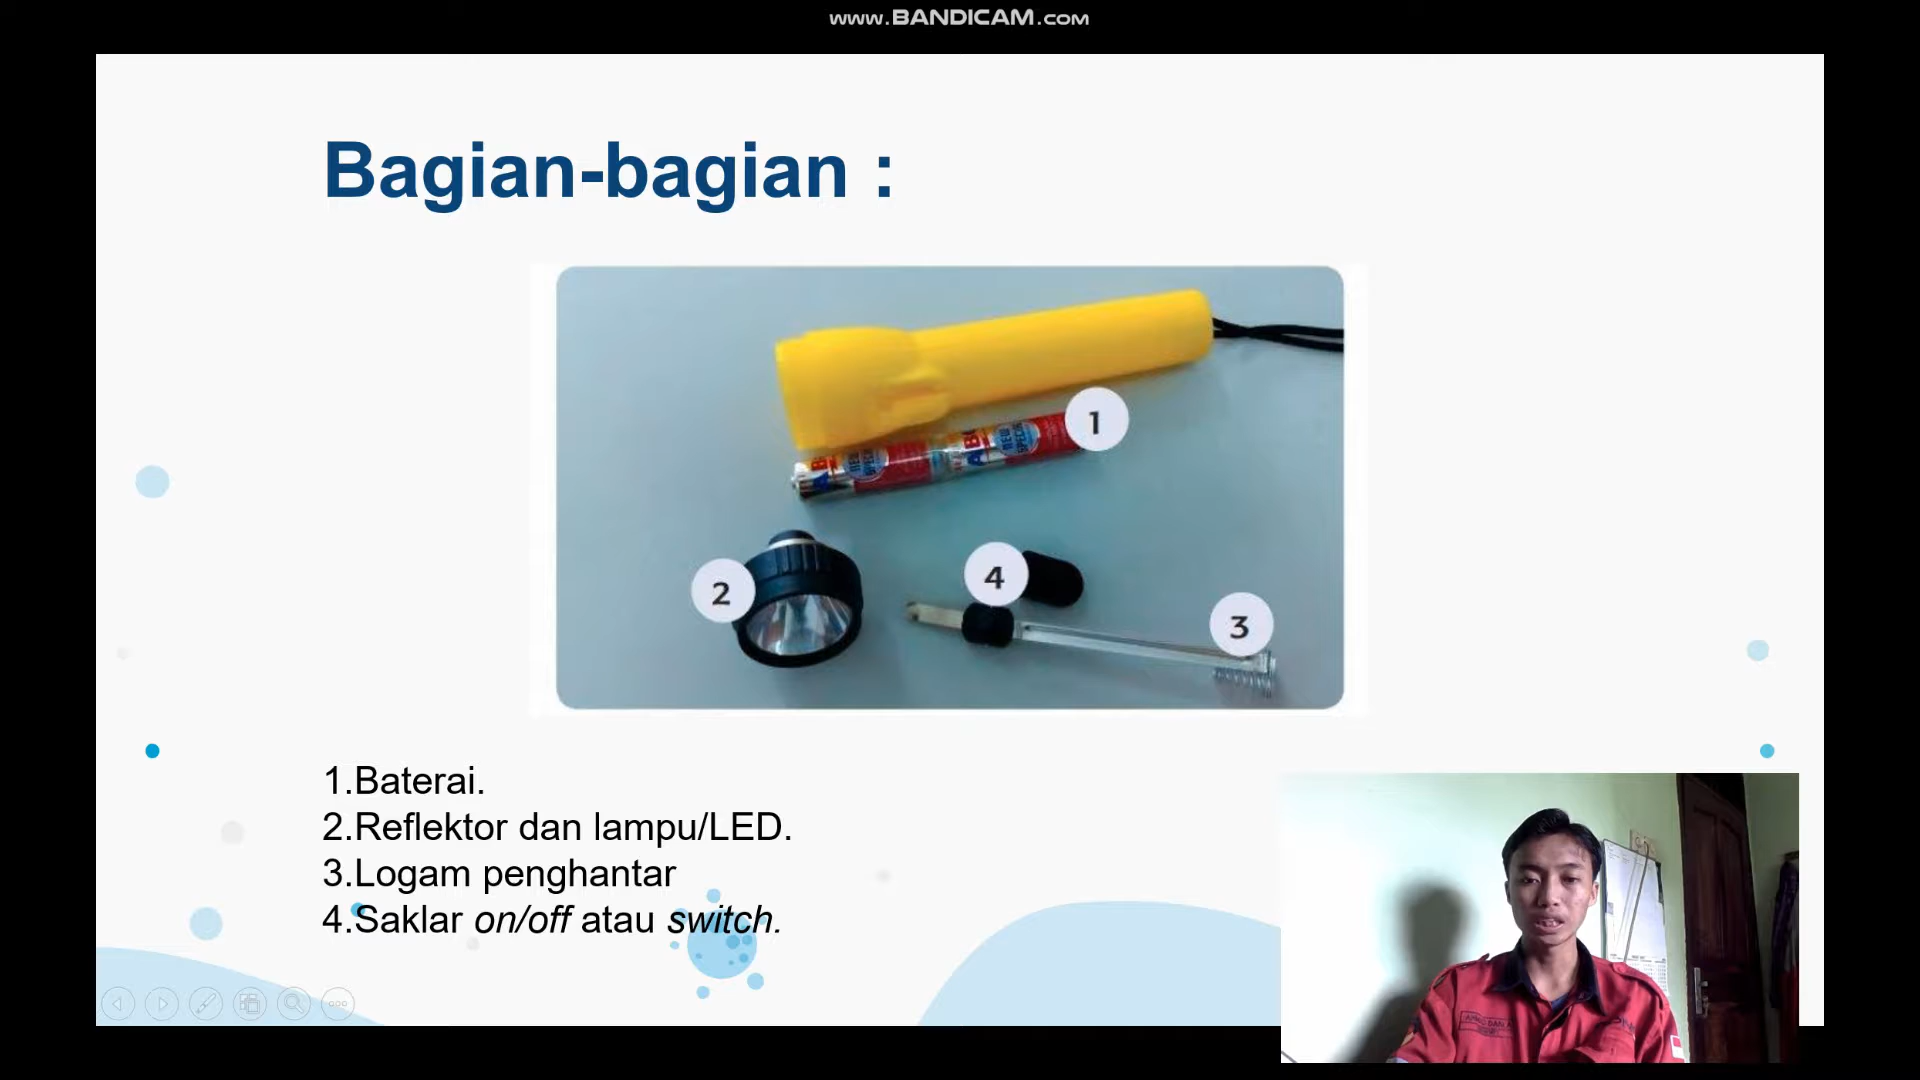 www.BANDICAM.com
Bagian-bagian :
1
2
4
3
1.Baterai.
2.Reflektor dan lampu/LED.
3.Logam penghantar
4.Saklar on/off atau switch.